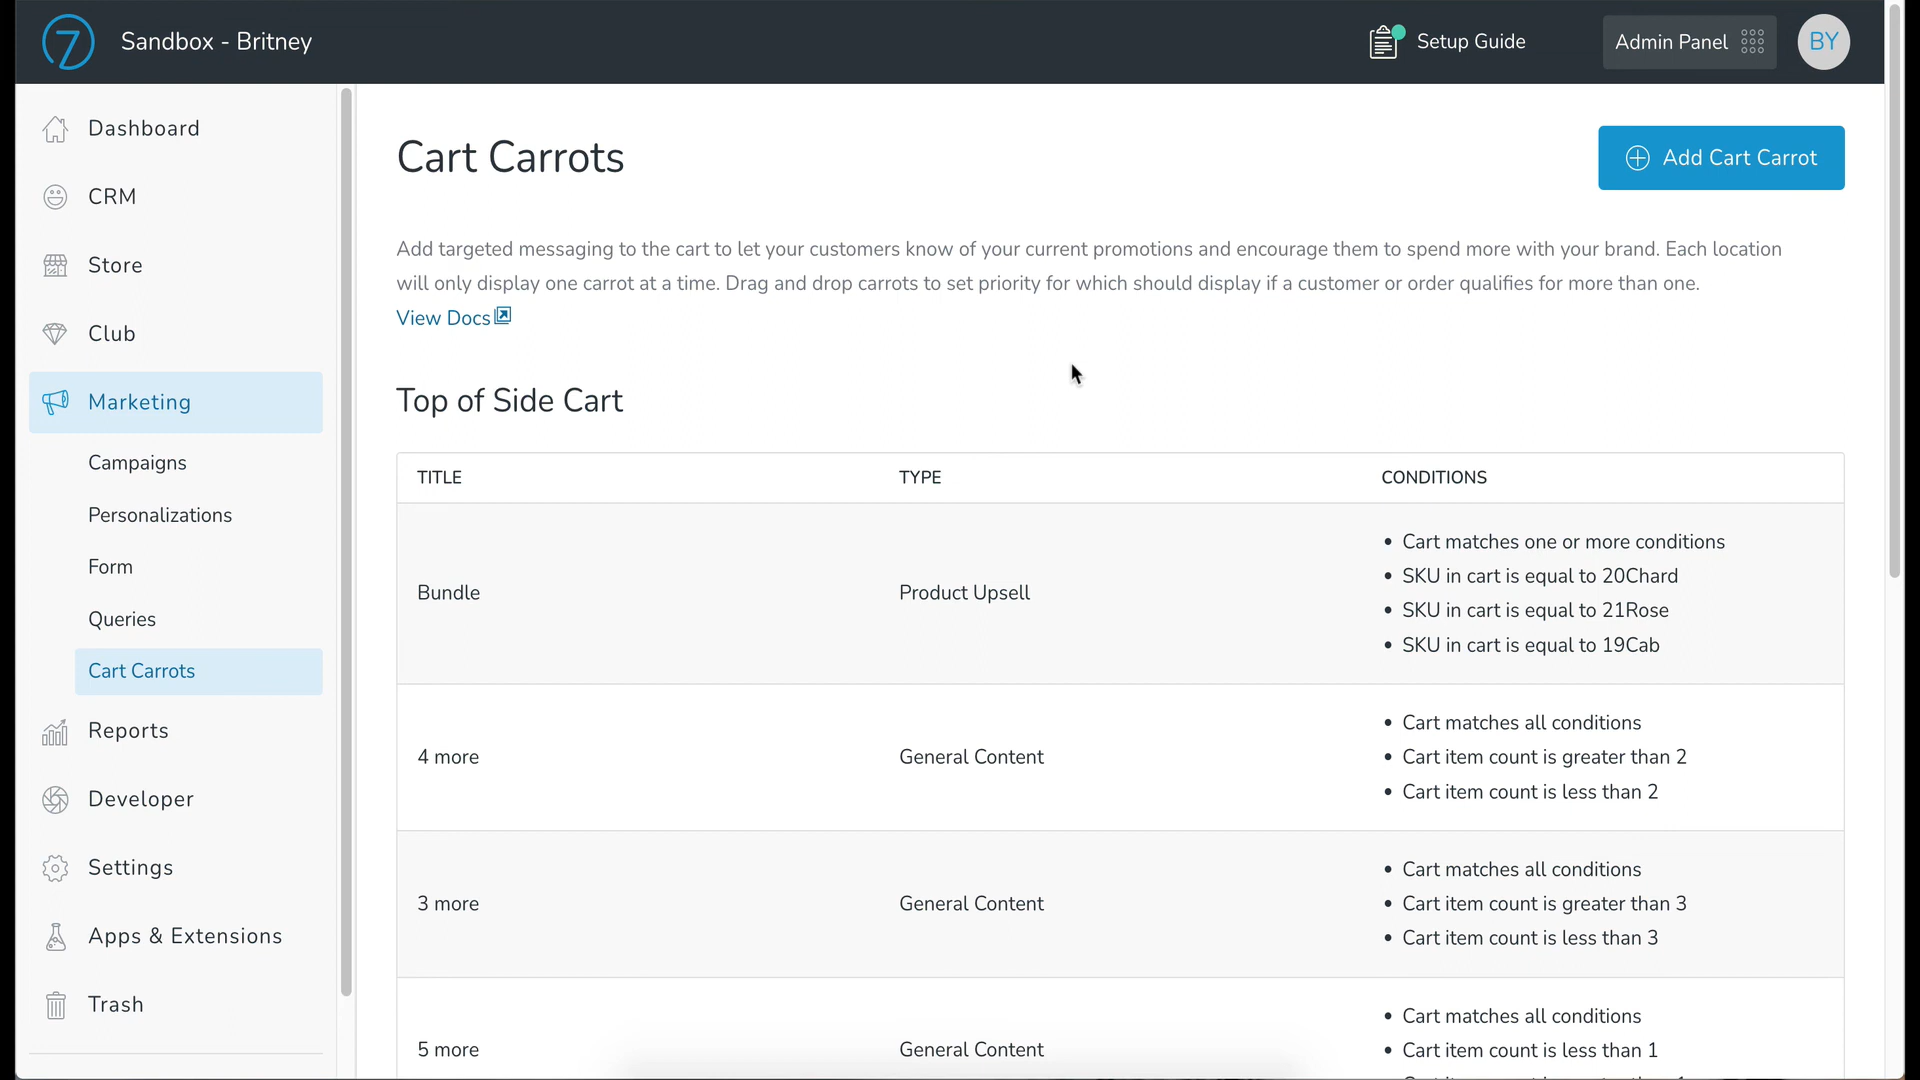 Sandbox - Britney
Setup Guide
Admin Panel
BY
Dashboard
CRM
Store
Club
Marketing
Campaigns
Personalizations
Form
Queries
Cart Carrots
Reports
Developer
Settings
Apps & Extensions
Trash
Cart Carrots
Add Cart Carrot
Add targeted messaging to the cart to let your customers know of your current promotions and encourage them to spend more with your brand. Each location
will only display one carrot at a time. Drag and drop carrots to set priority for which should display if a customer or order qualifies for more than one.
View Docs
Top of Side Cart
TITLE TYPE CONDITIONS
Bundle Product Upsell
• Cart matches one or more conditions
• SKU in cart is equal to 20Chard
• SKU in cart is equal to 21Rose
• SKU in cart is equal to 19Cab
4 more General Content
• Cart matches all conditions
• Cart item count is greater than 2
• Cart item count is less than 2
3 more General Content
• Cart matches all conditions
• Cart item count is greater than 3
• Cart item count is less than 3
5 more General Content
• Cart matches all conditions
• Cart item count is less than 1